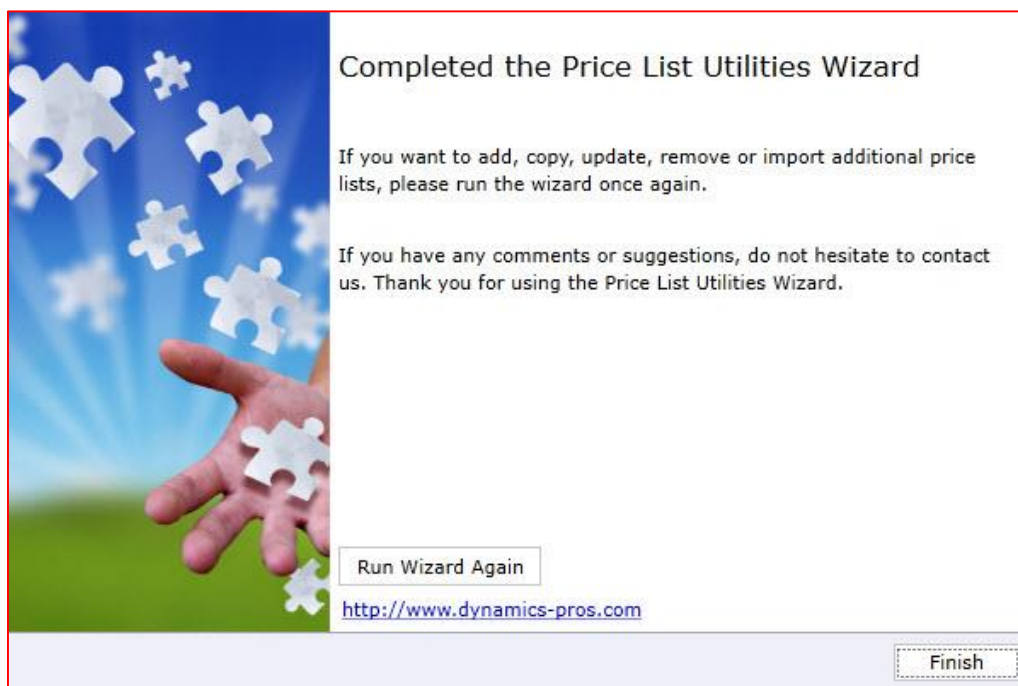 Completed the Price List Utilities Wizard
If you want to add, copy, update, remove or import additional price
lists, please run the wizard once again.
If you have any comments or suggestions, do not hesitate to contact
us. Thank you for using the Price List Utilities Wizard.
Run Wizard Again
http://www.dynamics-pros.com
Finish